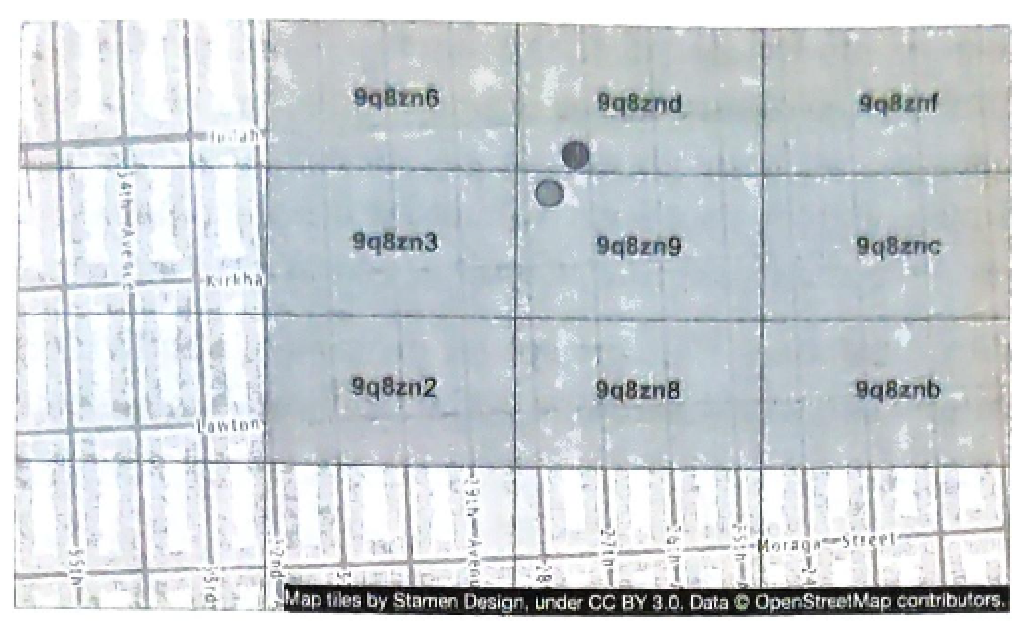 9q8zn6 9q8znd 9q8znf
Judah
34th Avenue
9q8zn3 9q8zn9 9q8znc
Kirkha
9q8zn2 9q8zn8 9q8znb
Lawton
Moraga Street
Map tiles by Stamen Design, under CC BY 3.0. Data © OpenStreetMap contributors.